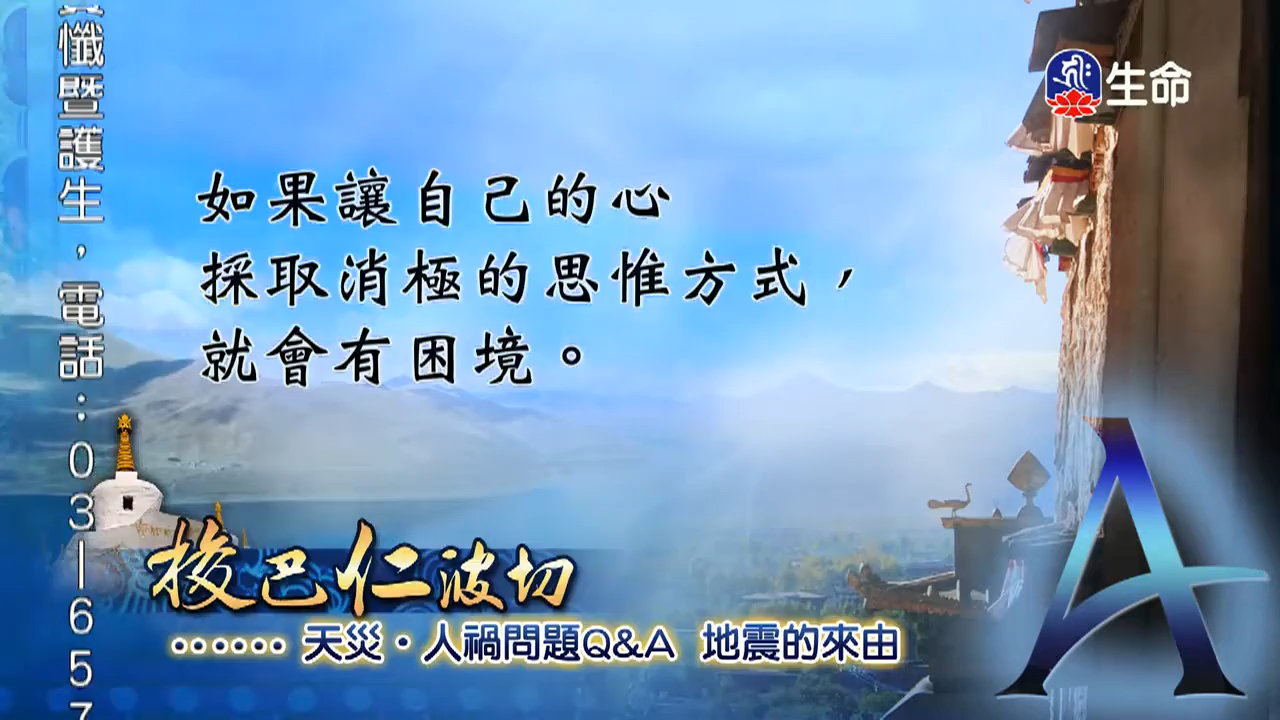 如果讓自己的心
採取消極的思惟方式，
就會有困境。
生命
懺暨護生，電話：03—657
梭巴仁波切
…… 天災・人禍問題Q&A 地震的來由
A